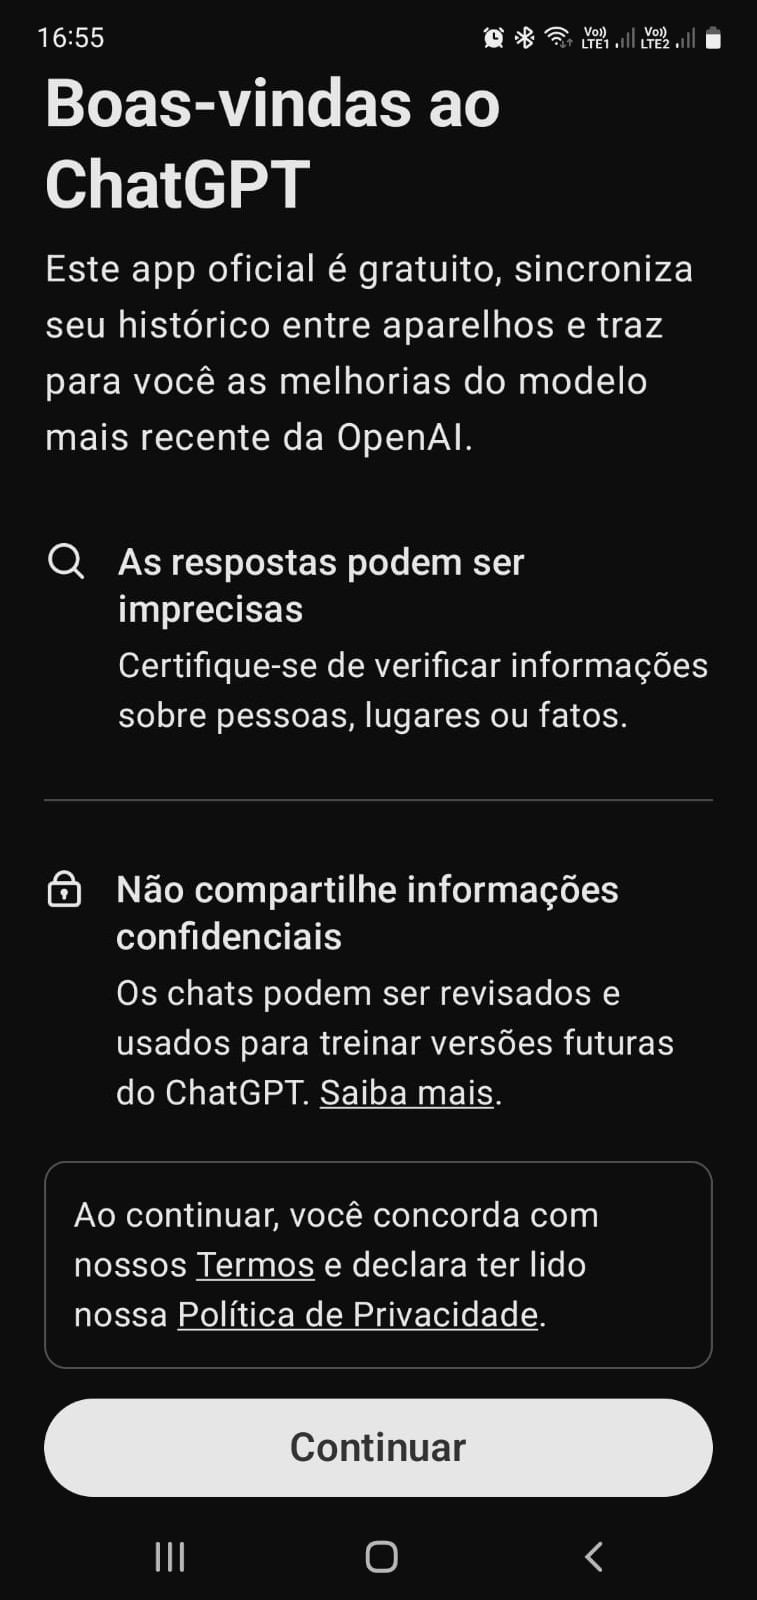 16:55
Vo)) LTE1 Vo)) LTE2
Boas-vindas ao
ChatGPT
Este app oficial é gratuito, sincroniza
seu histórico entre aparelhos e traz
para você as melhorias do modelo
mais recente da OpenAI.
As respostas podem ser
imprecisas
Certifique-se de verificar informações
sobre pessoas, lugares ou fatos.
Não compartilhe informações
confidenciais
Os chats podem ser revisados e
usados para treinar versões futuras
do ChatGPT. Saiba mais.
Ao continuar, você concorda com
nossos Termos e declara ter lido
nossa Política de Privacidade.
Continuar